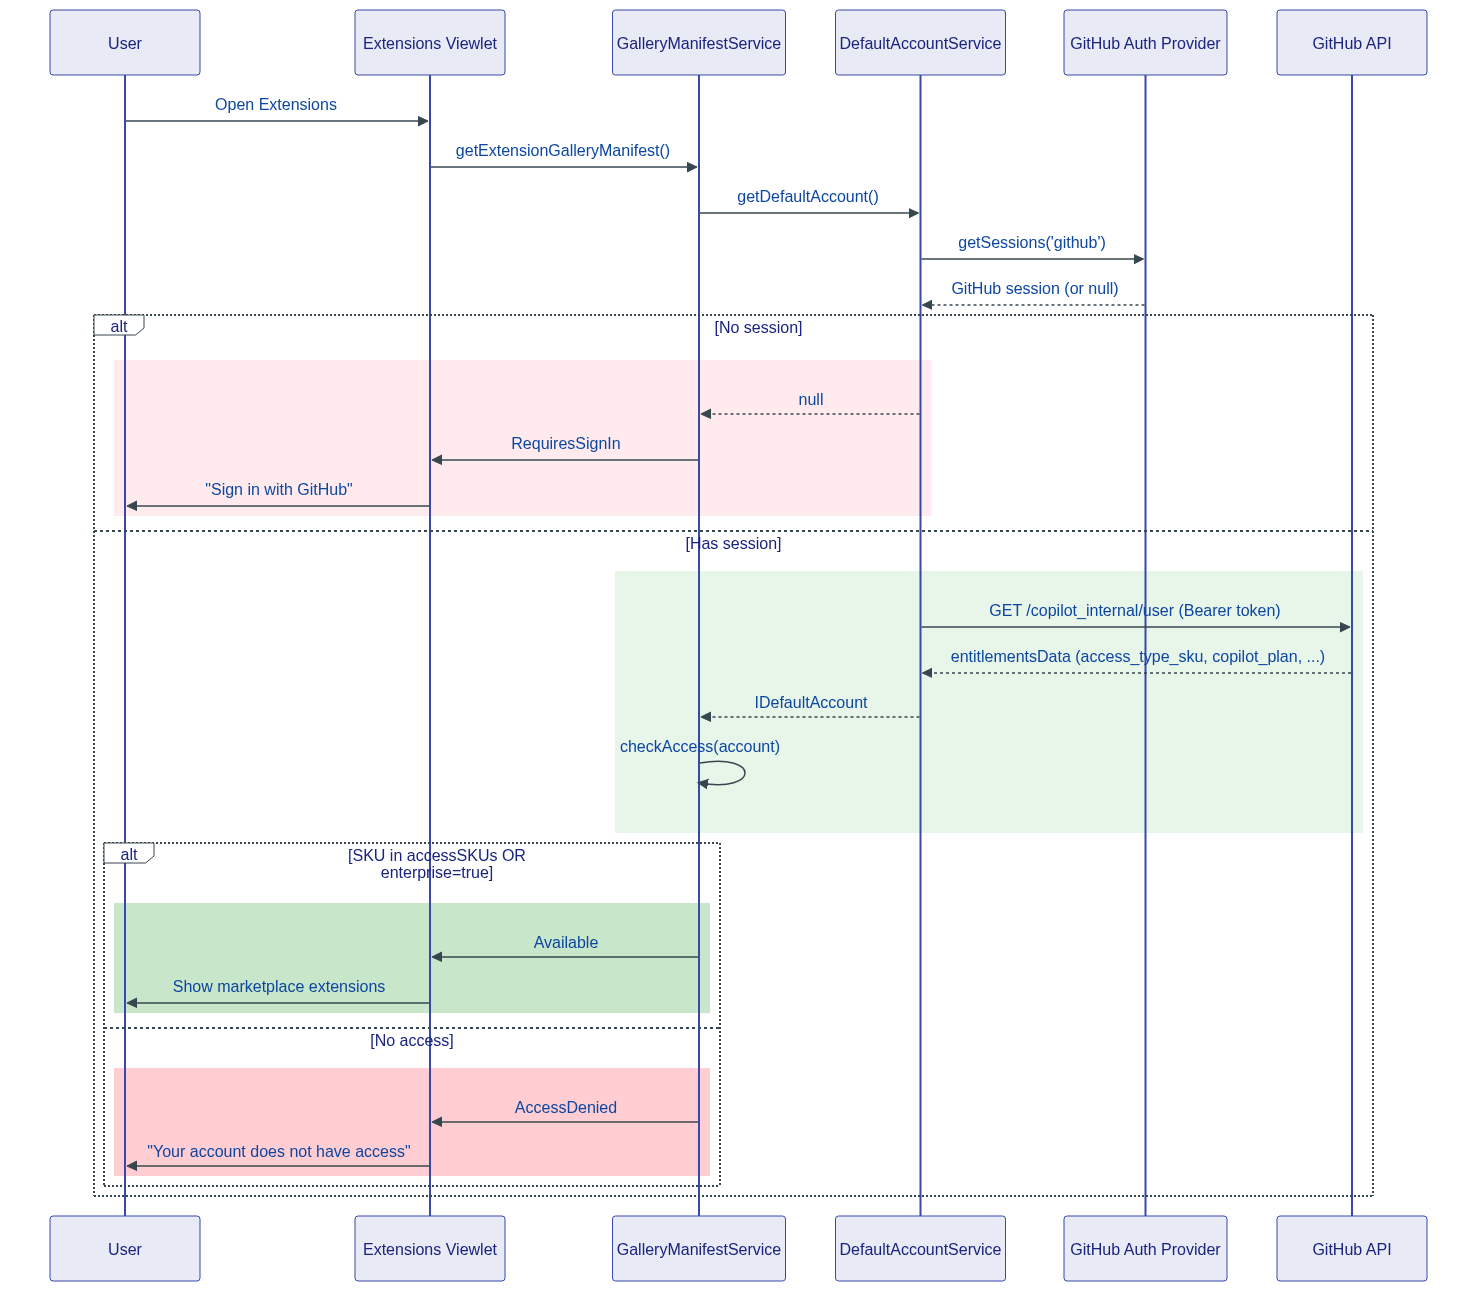 User
Extensions Viewlet
GalleryManifestService
DefaultAccountService
GitHub Auth Provider
GitHub API
Open Extensions
getExtensionGalleryManifest()
getDefaultAccount()
getSessions('github')
GitHub session (or null)
alt
[No session]
null
RequiresSignIn
"Sign in with GitHub"
[Has session]
GET /copilot_internal/user (Bearer token)
entitlementsData (access_type_sku, copilot_plan, ...)
IDefaultAccount
checkAccess(account)
alt
[SKU in accessSKUs OR
enterprise=true]
Available
Show marketplace extensions
[No access]
AccessDenied
"Your account does not have access"
User
Extensions Viewlet
GalleryManifestService
DefaultAccountService
GitHub Auth Provider
GitHub API